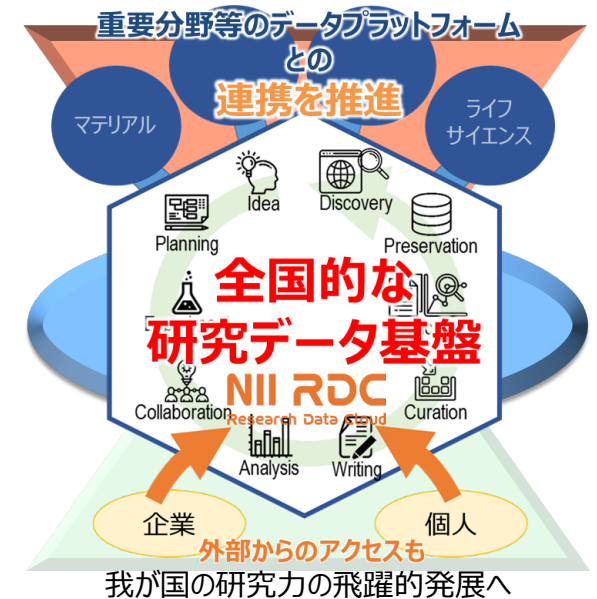 重要分野等のデータプラットフォーム
との
連携を推進
マテリアル
ライフ
サイエンス
Idea
Discovery
Planning
Preservation
全国的な
研究データ基盤
NII RDC
Research Data Cloud
Collaboration
Curation
Analysis
Writing
企業
個人
外部からのアクセスも
我が国の研究力の飛躍的発展へ